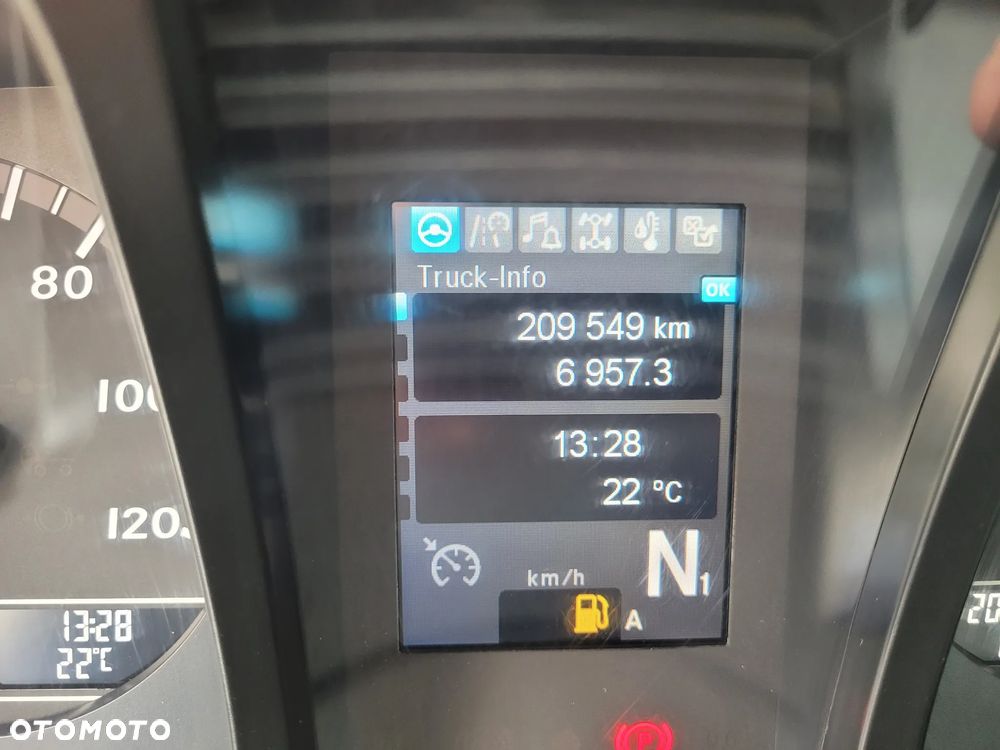 Truck-Info
OK
209 549 km
6 957.3
13:28
22 °C
km/h
N1
A
80
120
13:28
22°C
20
P
OTOMOTO